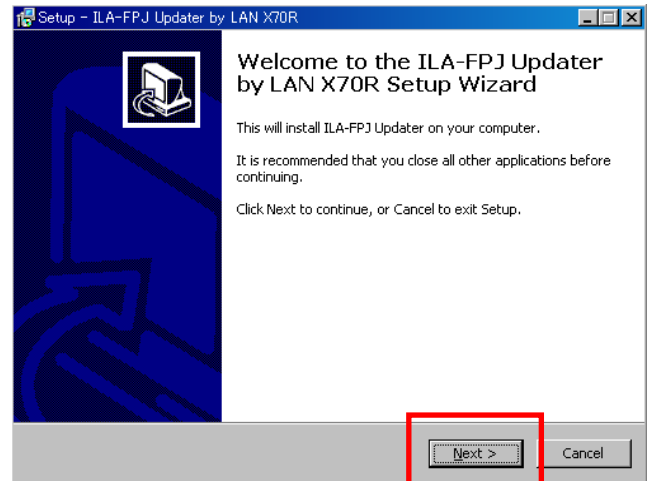 Setup - ILA-FPJ Updater by LAN X70R
Welcome to the ILA-FPJ Updater
by LAN X70R Setup Wizard
This will install ILA-FPJ Updater on your computer.
It is recommended that you close all other applications before
continuing.
Click Next to continue, or Cancel to exit Setup.
Next >
Cancel